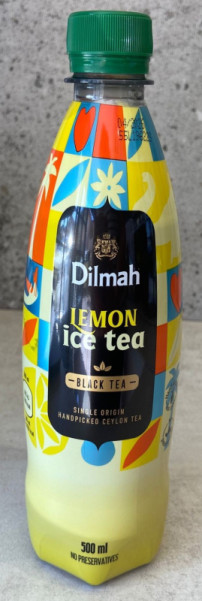 Dilmah
LEMON
ice tea
BLACK TEA
SINGLE ORIGIN
HANDPICKED CEYLON TEA
500 ml
NO PRESERVATIVES